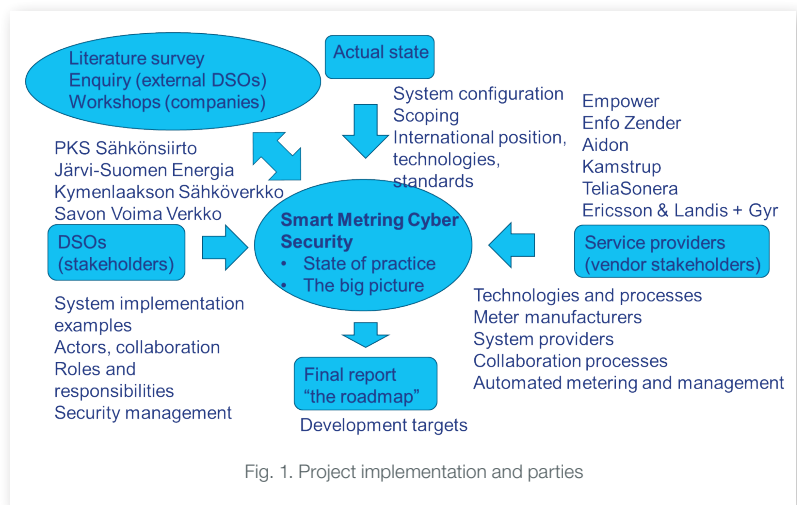 Literature survey
Enquiry (external DSOs)
Workshops (companies)
Actual state
System configuration
Scoping
International position,
technologies,
standards
Empower
Enfo Zender
Aidon
Kamstrup
TeliaSonera
Ericsson & Landis + Gyr
PKS Sähkönsiirto
Järvi-Suomen Energia
Kymenlaakson Sähköverkko
Savon Voima Verkko
DSOs
(stakeholders)
Smart Metring Cyber
Security
• State of practice
• The big picture
Service providers
(vendor stakeholders)
System implementation
examples
Actors, collaboration
Roles and
responsibilities
Security management
Technologies and processes
Meter manufacturers
System providers
Collaboration processes
Automated metering and management
Final report
“the roadmap”
Development targets
Fig. 1. Project implementation and parties